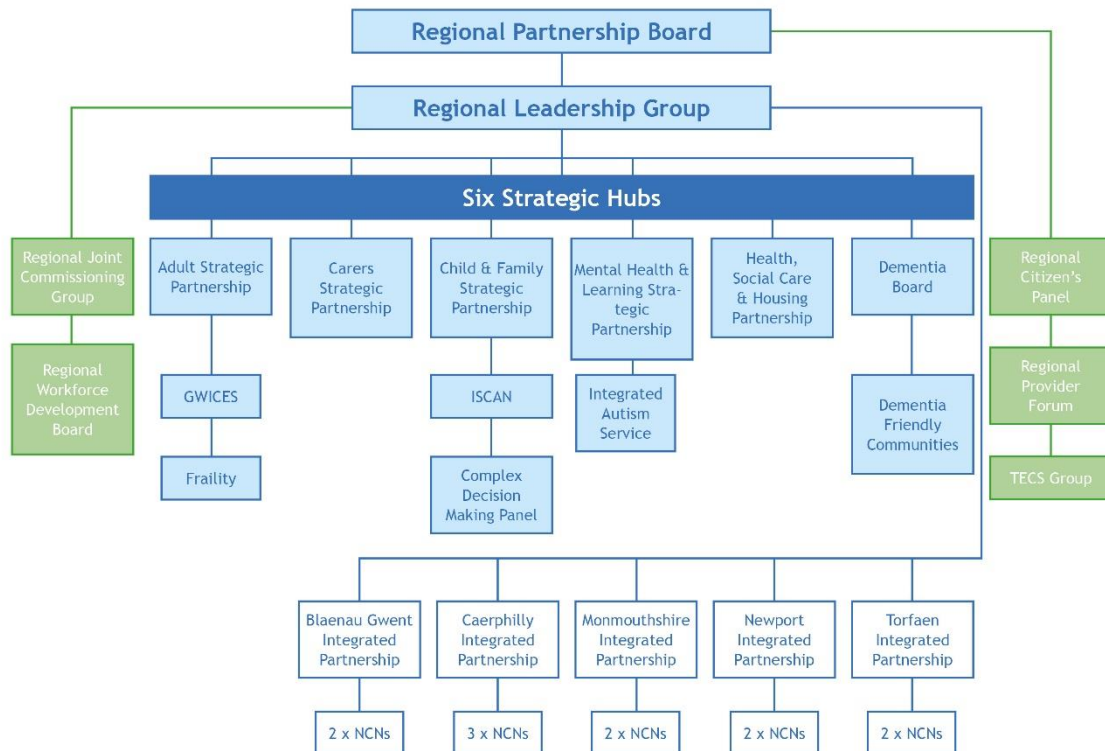 Regional Partnership Board
Regional Leadership Group
Six Strategic Hubs
Regional Joint
Commissioning
Group
Regional
Workforce
Development
Board
Adult Strategic
Partnership
GWICES
Fraility
Carers
Strategic
Partnership
Child & Family
Strategic
Partnership
ISCAN
Complex
Decision
Making Panel
Mental Health &
Learning Stra-
tegic
Partnership
Integrated
Autism
Service
Health,
Social Care
& Housing
Partnership
Dementia
Board
Dementia
Friendly
Communities
Regional
Citizen’s
Panel
Regional
Provider
Forum
TECS Group
Blaenau Gwent
Integrated
Partnership
2 x NCNs
Caerphilly
Integrated
Partnership
3 x NCNs
Monmouthshire
Integrated
Partnership
2 x NCNs
Newport
Integrated
Partnership
2 x NCNs
Torfaen
Integrated
Partnership
2 x NCNs